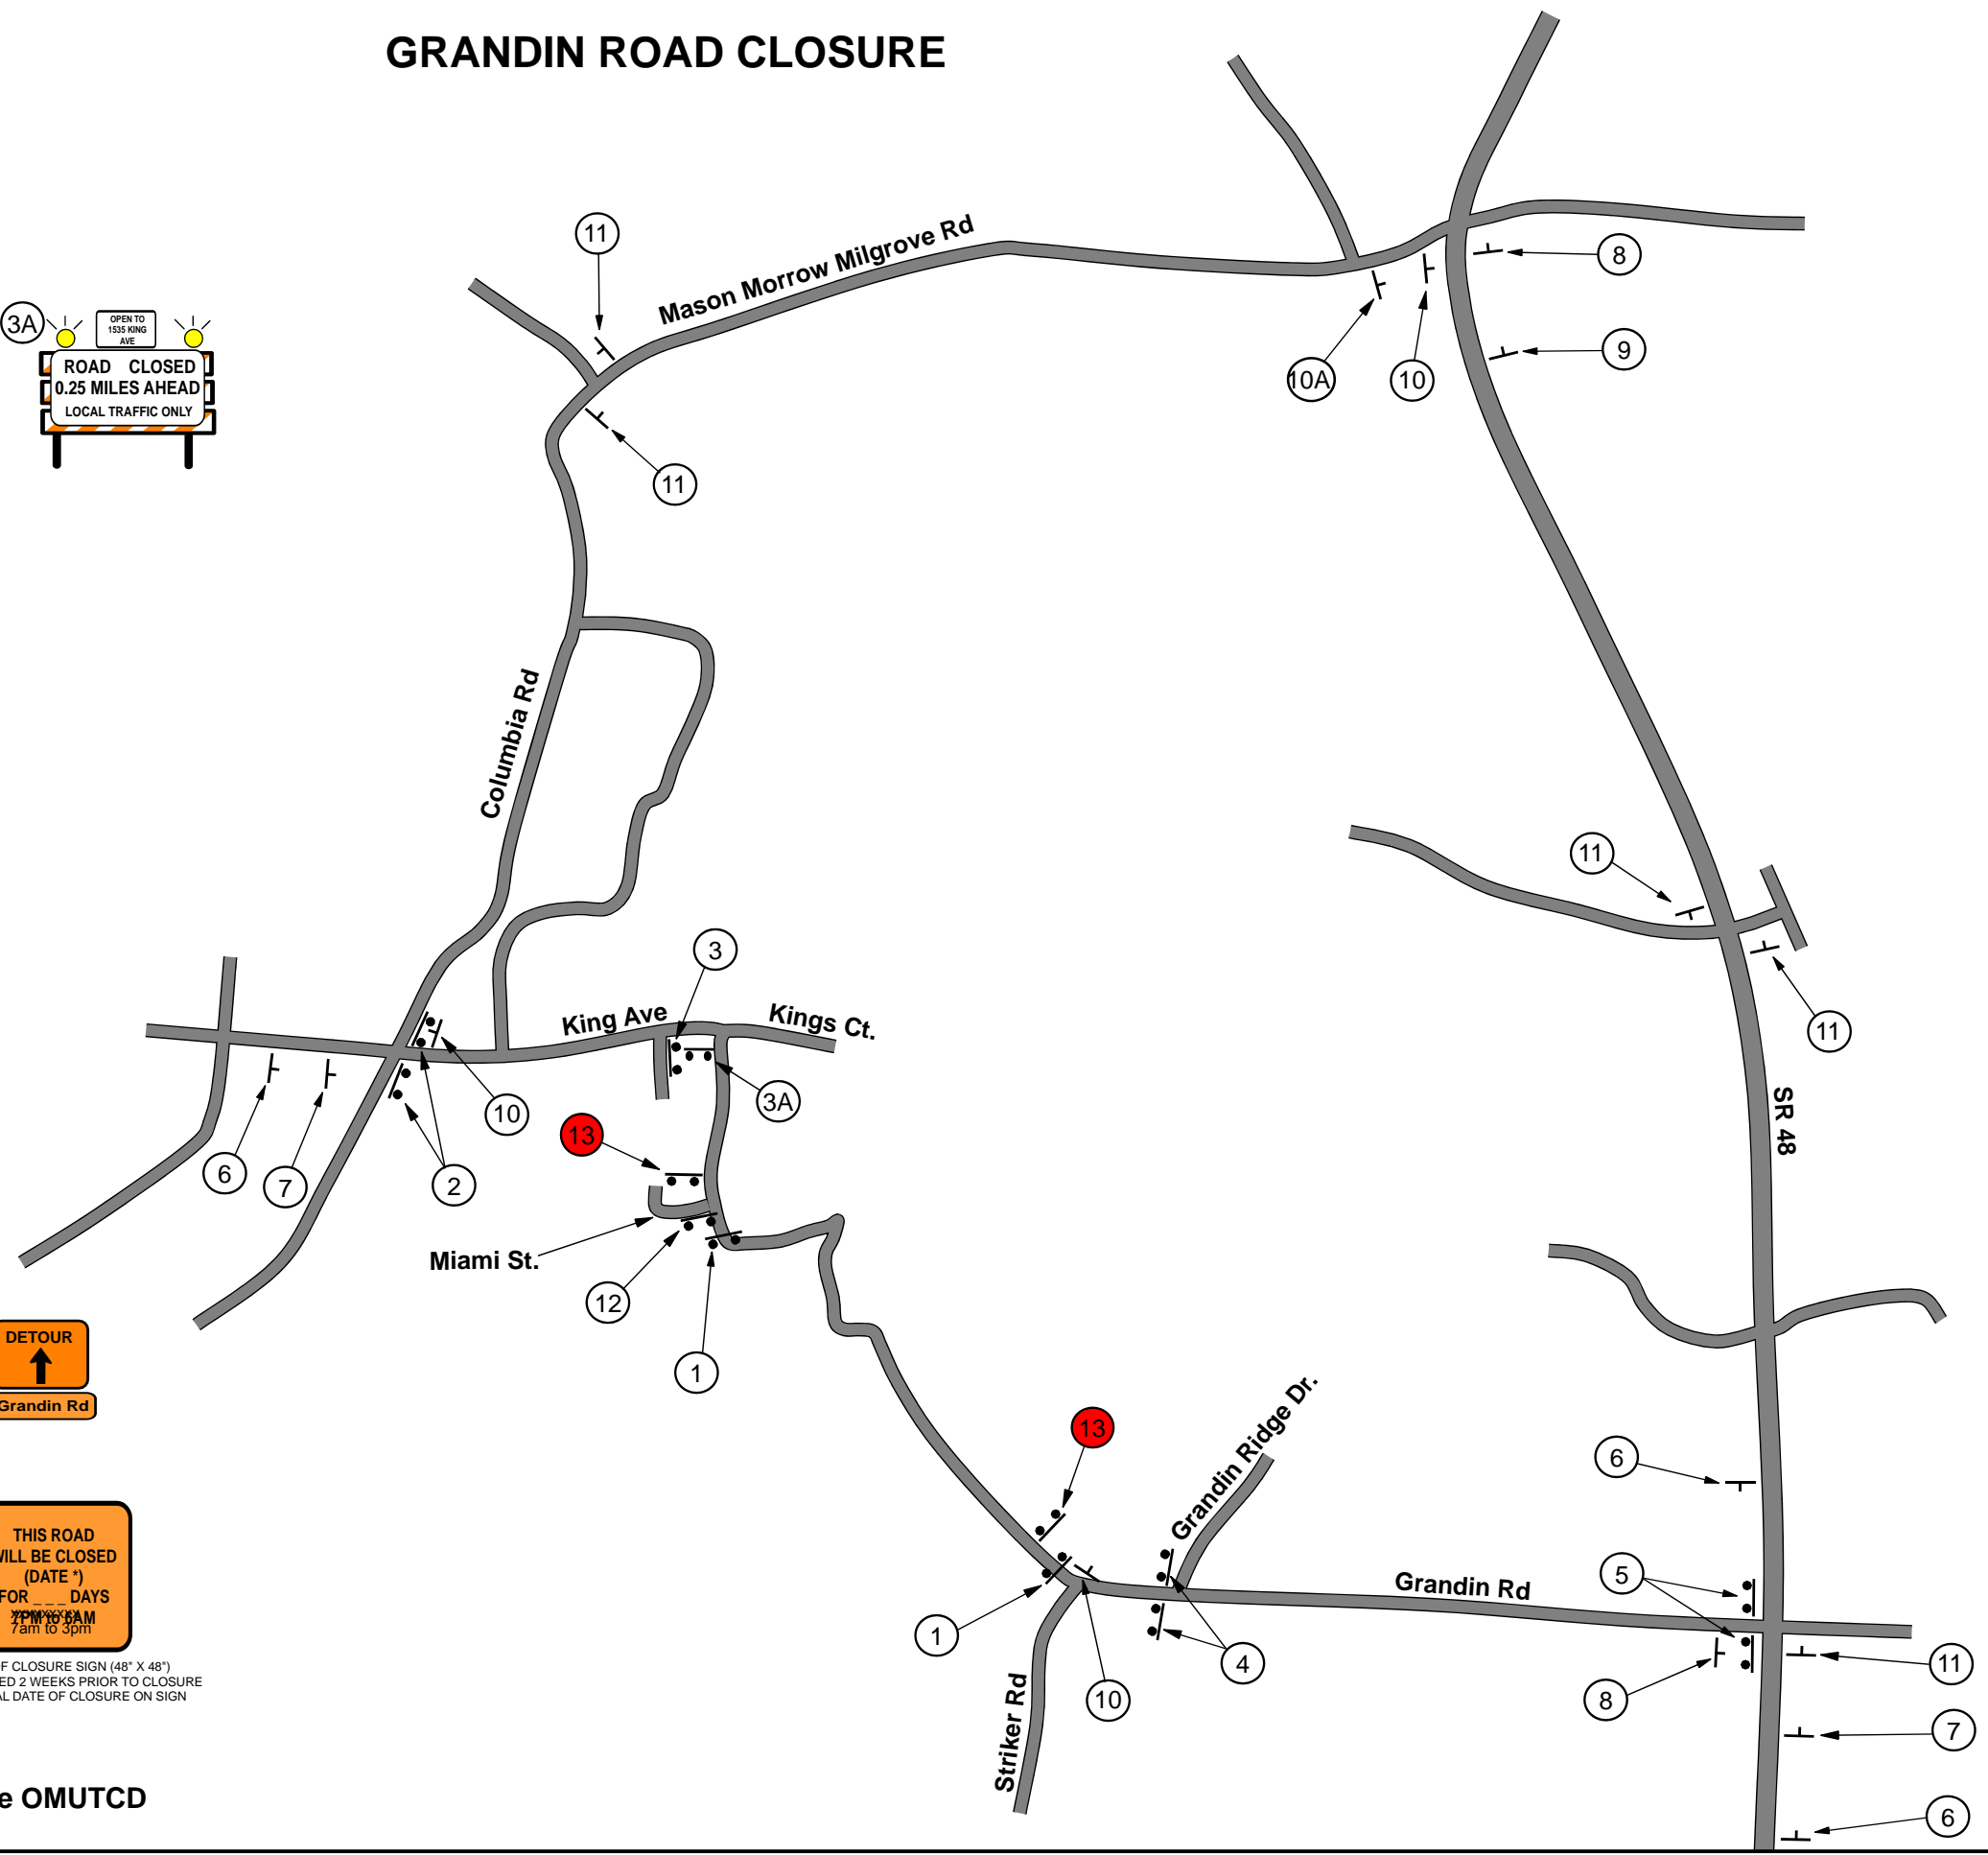 GRANDIN ROAD CLOSURE
11
Mason Morrow Milgrove Rd
8
9
10A
10
11
3A
OPEN TO
1535 KING
AVE
ROAD CLOSED
0.25 MILES AHEAD
LOCAL TRAFFIC ONLY
Columbia Rd
11
11
3
King Ave
Kings Ct.
SR 48
3A
10
13
6
7
2
Miami St.
12
1
DETOUR
Grandin Rd
13
Grandin Ridge Dr.
6
THIS ROAD
WILL BE CLOSED
(DATE *)
FOR _ _ _ DAYS
7PM to 6AM
7am to 3pm
OF CLOSURE SIGN (48" X 48")
ED 2 WEEKS PRIOR TO CLOSURE
AL DATE OF CLOSURE ON SIGN
Grandin Rd
5
1
4
10
8
11
Striker Rd
7
6
e OMUTCD